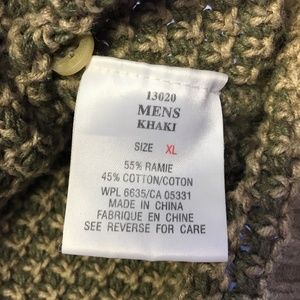 13020
MENS
KHAKI
SIZE XL
55% RAMIE
45% COTTON/COTON
WPL 6635/CA 05331
MADE IN CHINA
FABRIQUE EN CHINE
SEE REVERSE FOR CARE